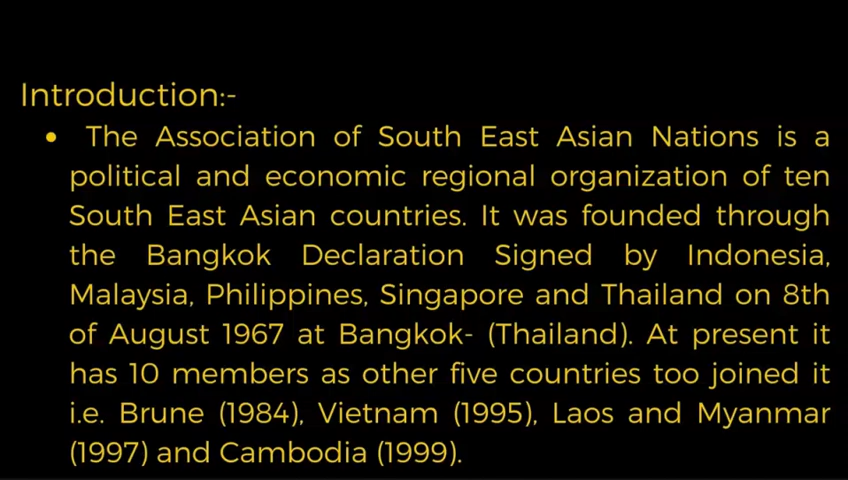 Introduction:-
• The Association of South East Asian Nations is a
political and economic regional organization of ten
South East Asian countries. It was founded through
the Bangkok Declaration Signed by Indonesia,
Malaysia, Philippines, Singapore and Thailand on 8th
of August 1967 at Bangkok- (Thailand). At present it
has 10 members as other five countries too joined it
i.e. Brune (1984), Vietnam (1995), Laos and Myanmar
(1997) and Cambodia (1999).